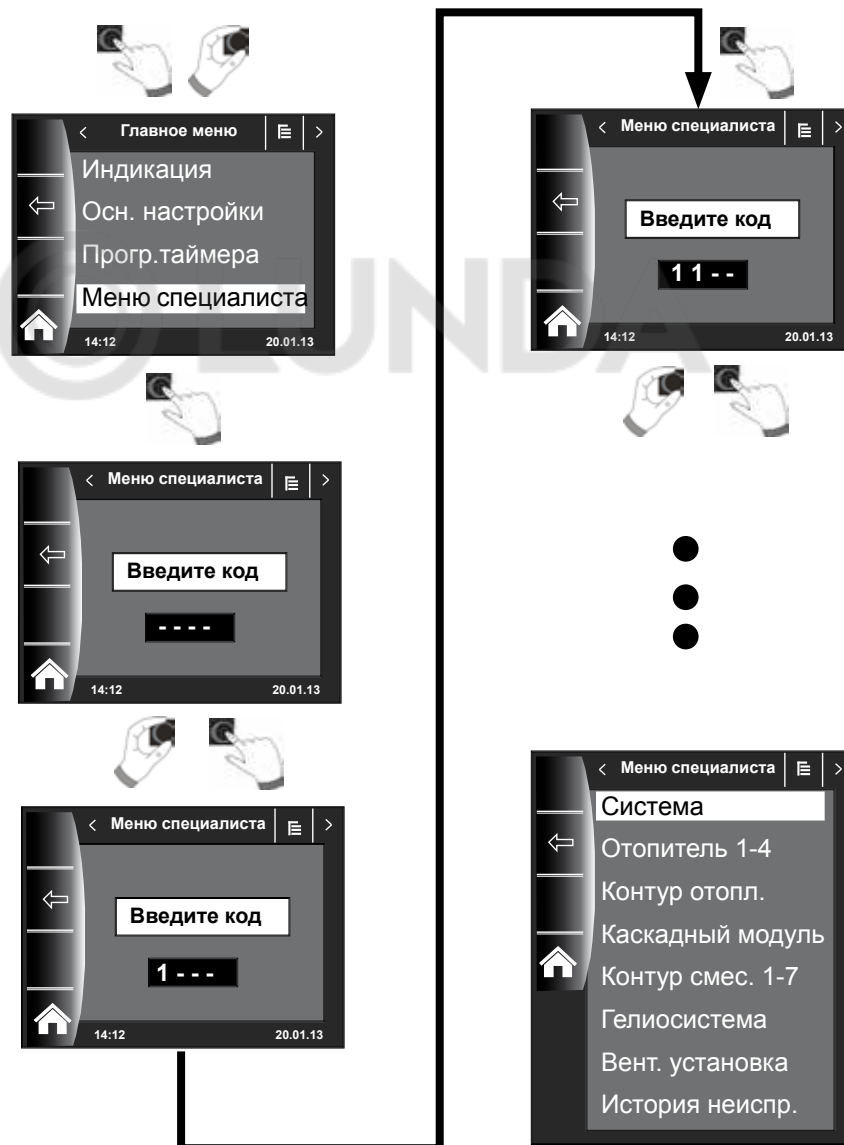 Главное меню
Индикация
Осн. настройки
Прогр.таймера
Меню специалиста
14:12 20.01.13
Меню специалиста
Введите код
- - - -
14:12 20.01.13
Меню специалиста
Введите код
1 - - -
14:12 20.01.13
Меню специалиста
Введите код
1 1 - -
14:12 20.01.13
Меню специалиста
Система
Отопитель 1-4
Контур отопл.
Каскадный модуль
Контур смес. 1-7
Гелиосистема
Вент. установка
История неиспр.
LUNDA